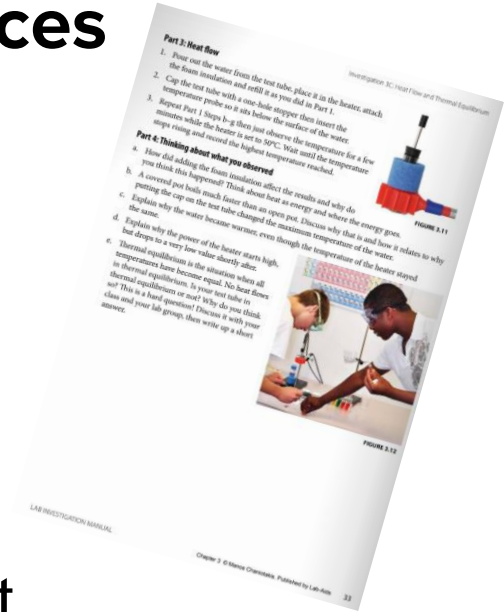 ces
Investigation 3C: Heat Flow and Thermal Equilibrium
Part 3: Heat flow
1. Pour out the water from the test tube, place it in the heater, attach
the foam insulation and refill it as you did in Part 1.
2. Cap the test tube with a one-hole stopper then insert the
temperature probe so it sits below the surface of the water.
3. Repeat Part 1 Steps b–g then just observe the temperature for a few
minutes while the heater is set to 50°C. Wait until the temperature
stops rising and record the highest temperature reached.
FIGURE 3.11
Part 4: Thinking about what you observed
a. How did adding the foam insulation affect the results and why do
you think this happened? Think about heat as energy and where the energy goes.
b. A covered pot boils much faster than an open pot. Discuss why that is and how it relates to why
putting the cap on the test tube changed the maximum temperature of the water.
c. Explain why the water became warmer, even though the temperature of the heater stayed
the same.
d. Explain why the power of the heater starts high,
but drops to a very low value shortly after.
e. Thermal equilibrium is the situation when all
temperatures have become equal. No heat flows
in thermal equilibrium. Is your test tube in
thermal equilibrium or not? Why do you think
so? This is a hard question! Discuss it with your
class and your lab group, then write up a short
answer.
FIGURE 3.12
LAB INVESTIGATION MANUAL
Chapter 3 © Manos Chaniotakis. Published by Lab-Aids
33
t